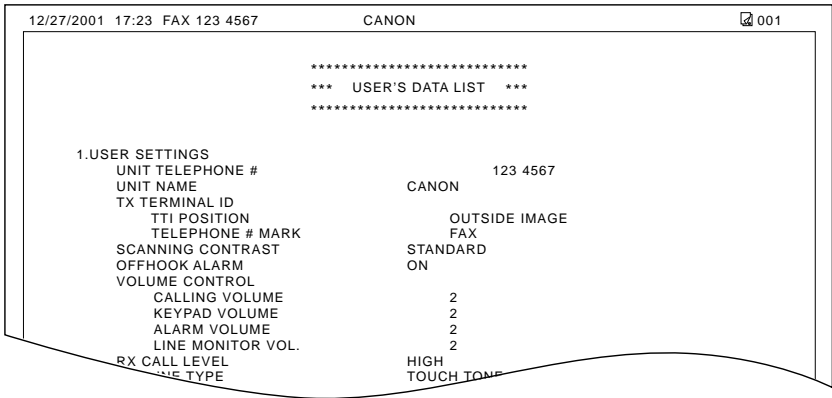 12/27/2001 17:23 FAX 123 4567 CANON 001
****************************
*** USER'S DATA LIST ***
****************************
1.USER SETTINGS
UNIT TELEPHONE # 123 4567
UNIT NAME CANON
TX TERMINAL ID
TTI POSITION OUTSIDE IMAGE
TELEPHONE # MARK FAX
SCANNING CONTRAST STANDARD
OFFHOOK ALARM ON
VOLUME CONTROL
CALLING VOLUME 2
KEYPAD VOLUME 2
ALARM VOLUME 2
LINE MONITOR VOL. 2
RX CALL LEVEL HIGH
TYPE TOUCH TONE